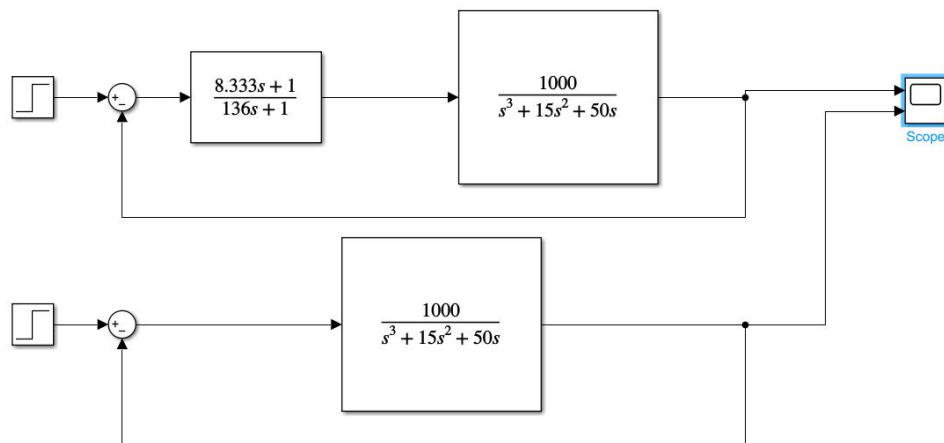 +
−
8.333s + 1
136s + 1
1000
s³ + 15s² + 50s
Scope
+
−
1000
s³ + 15s² + 50s